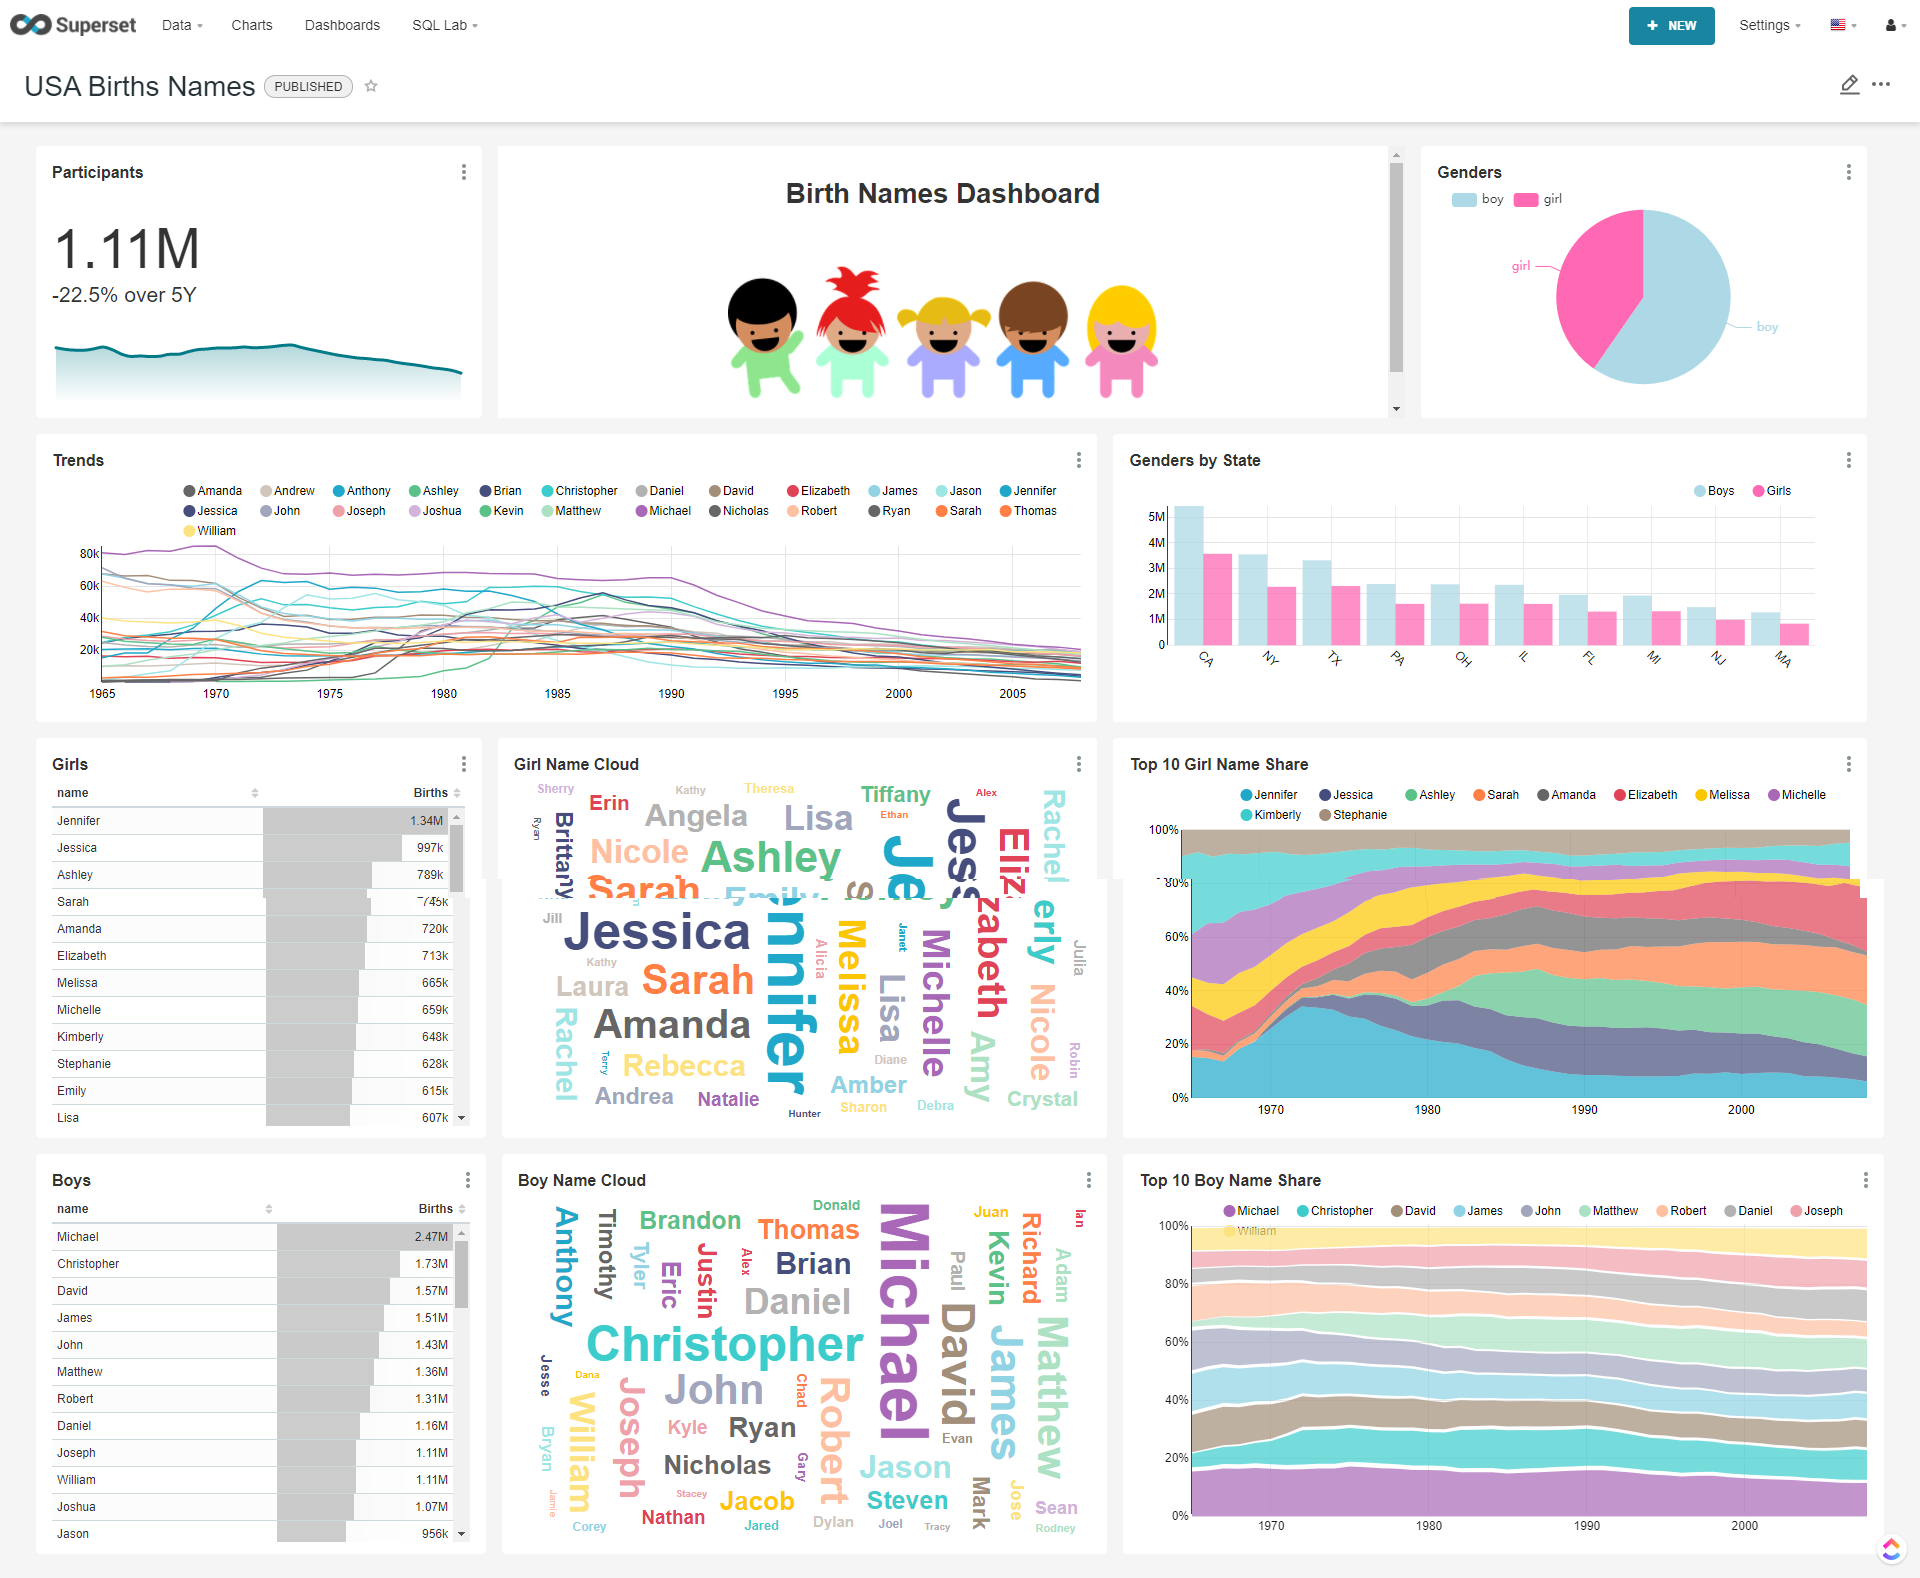 Superset Data Charts Dashboards SQL Lab + NEW Settings
USA Births Names PUBLISHED
Participants
1.11M
-22.5% over 5Y
Birth Names Dashboard
Genders
boy girl
girl
boy
Trends
Amanda Andrew Anthony Ashley Brian Christopher Daniel David Elizabeth James Jason Jennifer
Jessica John Joseph Joshua Kevin Matthew Michael Nicholas Robert Ryan Sarah Thomas
William
80k
60k
40k
20k
1965 1970 1975 1980 1985 1990 1995 2000 2005
Genders by State
Boys Girls
5M
4M
3M
2M
1M
0
CA NY TX PA OH IL FL MI NJ MA
Girls
name Births
Jennifer 1.34M
Jessica 997k
Ashley 789k
Sarah 745k
Amanda 720k
Elizabeth 713k
Melissa 665k
Michelle 659k
Kimberly 648k
Stephanie 628k
Emily 615k
Lisa 607k
Girl Name Cloud
Sherry
Kathy
Theresa
Tiffany
Alex
Rachel
Erin
Angela
Lisa
Ethan
Ryan
Brittany
Nicole
Ashley
Je
Jess
Eliz
Sarah
Emily
S
Jill
Jessica
nnifer
Melissa
Janet
Michelle
zabeth
erly
Julia
Kathy
Alicia
Laura
Sarah
Lisa
Nicole
Rachel
Amanda
Amy
Robin
Terry
Rebecca
Diane
Andrea
Natalie
Amber
Hunter
Sharon
Debra
Crystal
Top 10 Girl Name Share
Jennifer Jessica Ashley Sarah Amanda Elizabeth Melissa Michelle
Kimberly Stephanie
100%
80%
60%
40%
20%
0%
1970 1980 1990 2000
Boys
name Births
Michael 2.47M
Christopher 1.73M
David 1.57M
James 1.51M
John 1.43M
Matthew 1.36M
Robert 1.31M
Daniel 1.16M
Joseph 1.11M
William 1.11M
Joshua 1.07M
Jason 956k
Boy Name Cloud
Anthony
Timothy
Brandon
Donald
Thomas
Michael
Juan
Richard
Ian
Tyler
Eric
Justin
Alex
Brian
Paul
Kevin
Adam
Daniel
David
James
Matthew
Christopher
Jesse
Dana
John
Chad
Robert
William
Joseph
Kyle
Ryan
Evan
Bryan
Nicholas
Gary
Jason
Jamie
Stacey
Jacob
Steven
Mark
Jose
Sean
Corey
Nathan
Jared
Dylan
Joel
Tracy
Rodney
Top 10 Boy Name Share
Michael Christopher David James John Matthew Robert Daniel Joseph
William
100%
80%
60%
40%
20%
0%
1970 1980 1990 2000